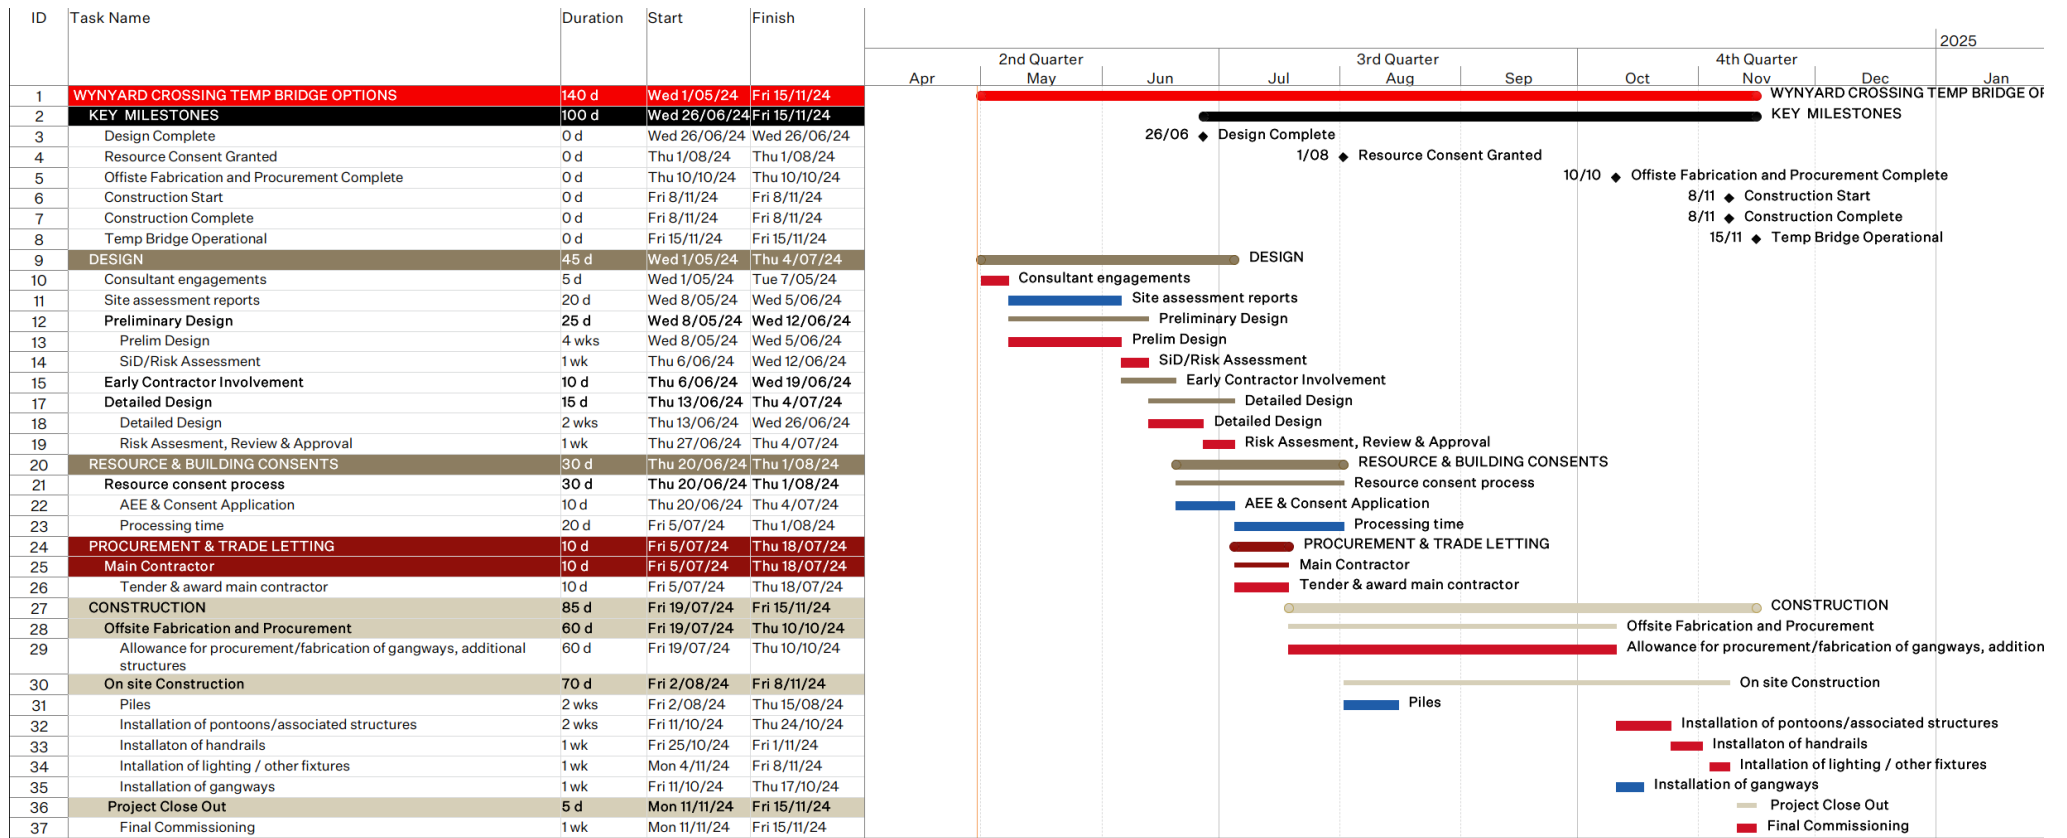 ID Task Name Duration Start Finish
2025
2nd Quarter 3rd Quarter 4th Quarter
Apr May Jun Jul Aug Sep Oct Nov Dec Jan
1 WYNYARD CROSSING TEMP BRIDGE OPTIONS 140 d Wed 1/05/24 Fri 15/11/24 WYNYARD CROSSING TEMP BRIDGE OP
2 KEY MILESTONES 100 d Wed 26/06/24 Fri 15/11/24 KEY MILESTONES
3 Design Complete 0 d Wed 26/06/24 Wed 26/06/24 26/06 Design Complete
4 Resource Consent Granted 0 d Thu 1/08/24 Thu 1/08/24 1/08 Resource Consent Granted
5 Offiste Fabrication and Procurement Complete 0 d Thu 10/10/24 Thu 10/10/24 10/10 Offiste Fabrication and Procurement Complete
6 Construction Start 0 d Fri 8/11/24 Fri 8/11/24 8/11 Construction Start
7 Construction Complete 0 d Fri 8/11/24 Fri 8/11/24 8/11 Construction Complete
8 Temp Bridge Operational 0 d Fri 15/11/24 Fri 15/11/24 15/11 Temp Bridge Operational
9 DESIGN 45 d Wed 1/05/24 Thu 4/07/24 DESIGN
10 Consultant engagements 5 d Wed 1/05/24 Tue 7/05/24 Consultant engagements
11 Site assessment reports 20 d Wed 8/05/24 Wed 5/06/24 Site assessment reports
12 Preliminary Design 25 d Wed 8/05/24 Wed 12/06/24 Preliminary Design
13 Prelim Design 4 wks Wed 8/05/24 Wed 5/06/24 Prelim Design
14 SiD/Risk Assessment 1 wk Thu 6/06/24 Wed 12/06/24 SiD/Risk Assessment
15 Early Contractor Involvement 10 d Thu 6/06/24 Wed 19/06/24 Early Contractor Involvement
17 Detailed Design 15 d Thu 13/06/24 Thu 4/07/24 Detailed Design
18 Detailed Design 2 wks Thu 13/06/24 Wed 26/06/24 Detailed Design
19 Risk Assesment, Review & Approval 1 wk Thu 27/06/24 Thu 4/07/24 Risk Assesment, Review & Approval
20 RESOURCE & BUILDING CONSENTS 30 d Thu 20/06/24 Thu 1/08/24 RESOURCE & BUILDING CONSENTS
21 Resource consent process 30 d Thu 20/06/24 Thu 1/08/24 Resource consent process
22 AEE & Consent Application 10 d Thu 20/06/24 Thu 4/07/24 AEE & Consent Application
23 Processing time 20 d Fri 5/07/24 Thu 1/08/24 Processing time
24 PROCUREMENT & TRADE LETTING 10 d Fri 5/07/24 Thu 18/07/24 PROCUREMENT & TRADE LETTING
25 Main Contractor 10 d Fri 5/07/24 Thu 18/07/24 Main Contractor
26 Tender & award main contractor 10 d Fri 5/07/24 Thu 18/07/24 Tender & award main contractor
27 CONSTRUCTION 85 d Fri 19/07/24 Fri 15/11/24 CONSTRUCTION
28 Offsite Fabrication and Procurement 60 d Fri 19/07/24 Thu 10/10/24 Offsite Fabrication and Procurement
29 Allowance for procurement/fabrication of gangways, additional 60 d Fri 19/07/24 Thu 10/10/24 Allowance for procurement/fabrication of gangways, addition
structures
30 On site Construction 70 d Fri 2/08/24 Fri 8/11/24 On site Construction
31 Piles 2 wks Fri 2/08/24 Thu 15/08/24 Piles
32 Installation of pontoons/associated structures 2 wks Fri 11/10/24 Thu 24/10/24 Installation of pontoons/associated structures
33 Installaton of handrails 1 wk Fri 25/10/24 Fri 1/11/24 Installaton of handrails
34 Intallation of lighting / other fixtures 1 wk Mon 4/11/24 Fri 8/11/24 Intallation of lighting / other fixtures
35 Installation of gangways 1 wk Fri 11/10/24 Thu 17/10/24 Installation of gangways
36 Project Close Out 5 d Mon 11/11/24 Fri 15/11/24 Project Close Out
37 Final Commissioning 1 wk Mon 11/11/24 Fri 15/11/24 Final Commissioning